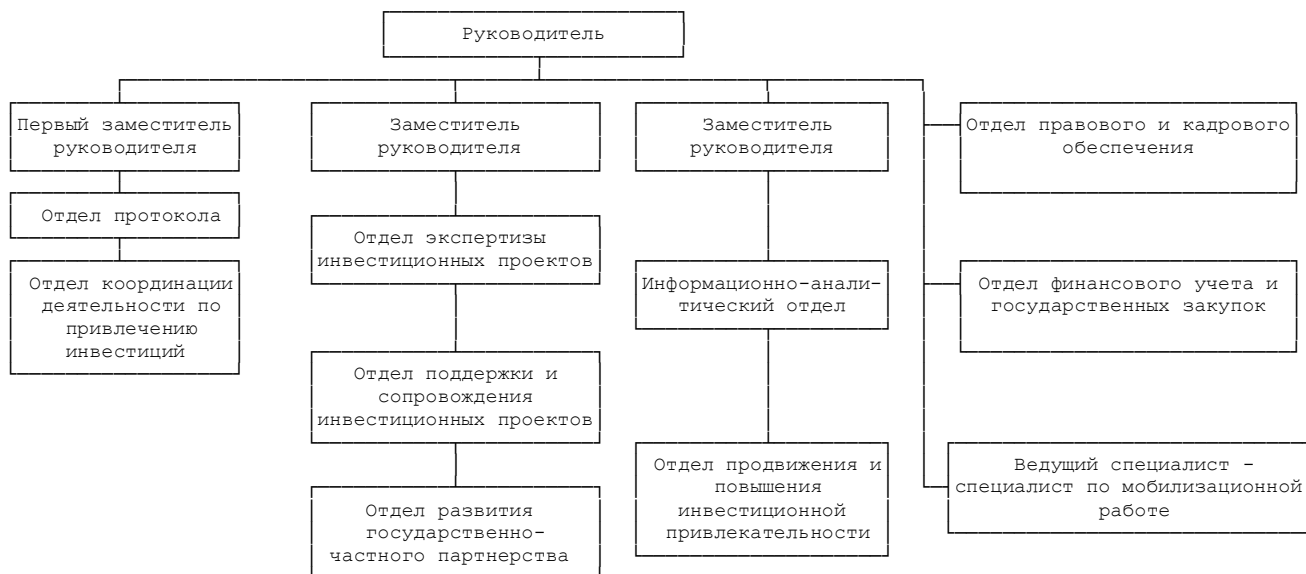 Руководитель
Первый заместитель
руководителя
Заместитель
руководителя
Заместитель
руководителя
Отдел правового и кадрового
обеспечения
Отдел протокола
Отдел экспертизы
инвестиционных проектов
Отдел координации
деятельности по
привлечению
инвестиций
Информационно-анали-
тический отдел
Отдел финансового учета и
государственных закупок
Отдел поддержки и
сопровождения
инвестиционных проектов
Отдел продвижения и
повышения
инвестиционной
привлекательности
Ведущий специалист -
специалист по мобилизационной
работе
Отдел развития
государственно-
частного партнерства